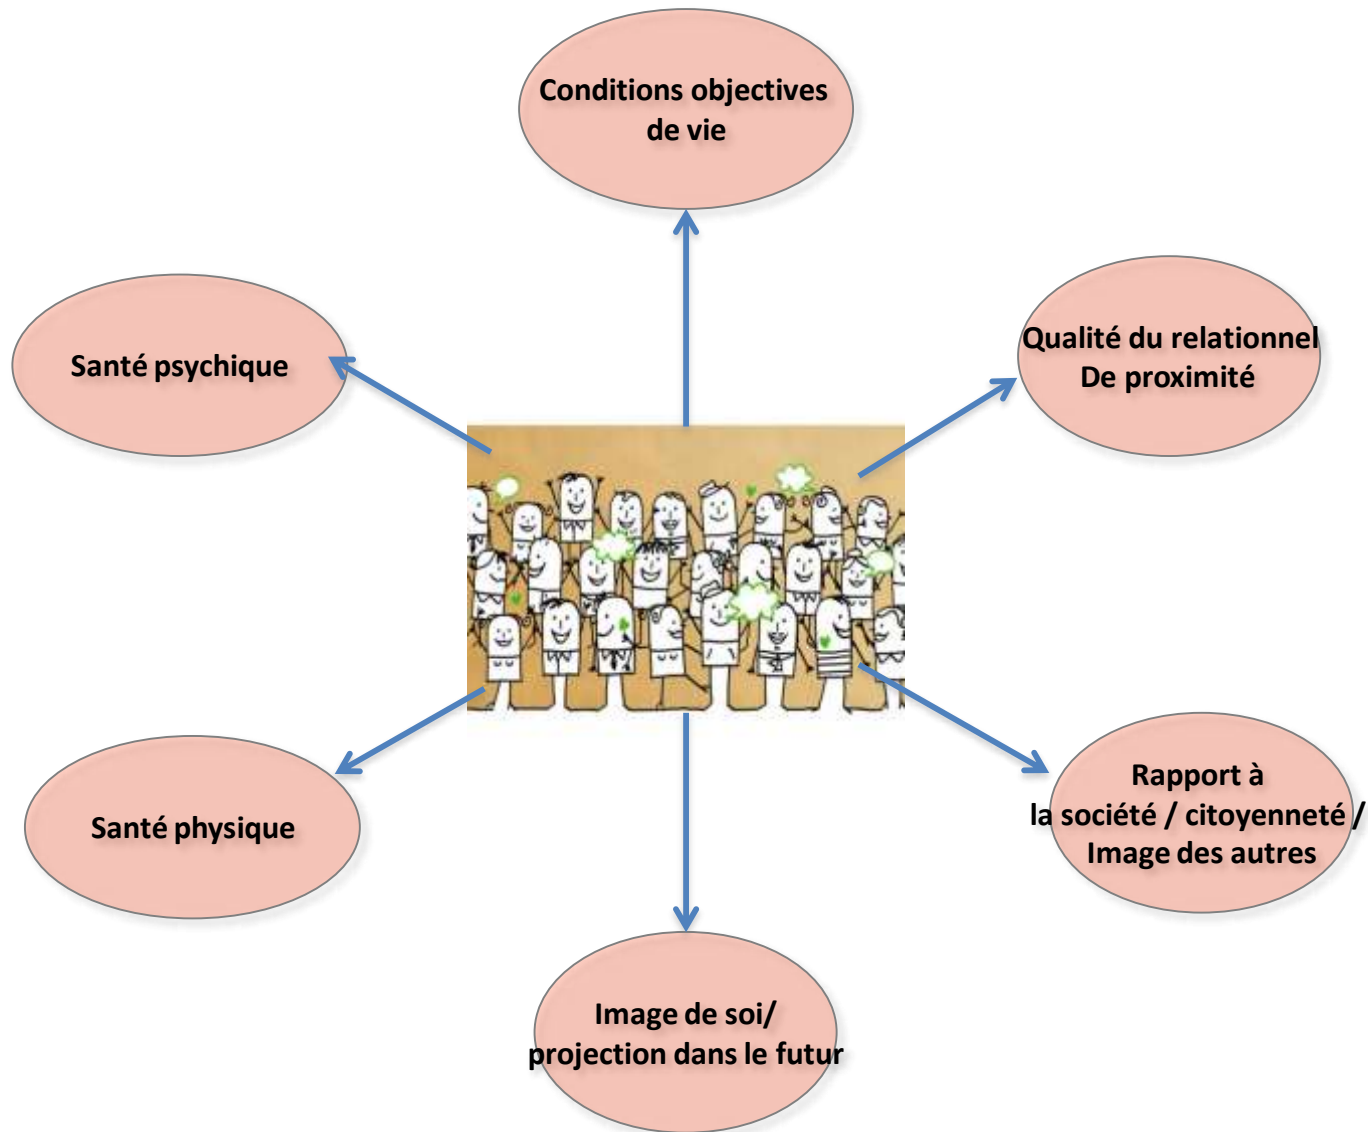 Conditions objectives
de vie
Santé psychique
Qualité du relationnel
De proximité
Santé physique
Rapport à
la société / citoyenneté /
Image des autres
Image de soi/
projection dans le futur